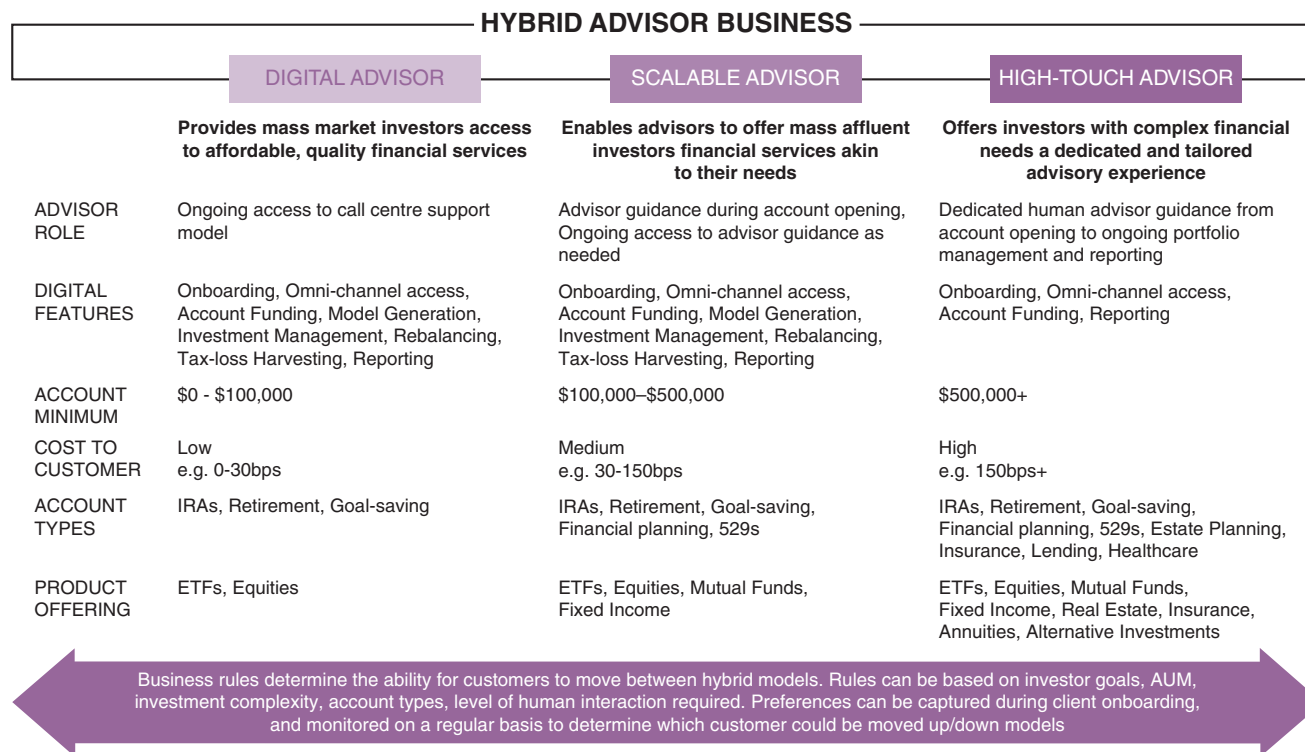 HYBRID ADVISOR BUSINESS
DIGITAL ADVISOR
SCALABLE ADVISOR
HIGH-TOUCH ADVISOR
Provides mass market investors access
to affordable, quality financial services
Enables advisors to offer mass affluent
investors financial services akin
to their needs
Offers investors with complex financial
needs a dedicated and tailored
advisory experience
ADVISOR
ROLE
Ongoing access to call centre support
model
Advisor guidance during account opening,
Ongoing access to advisor guidance as
needed
Dedicated human advisor guidance from
account opening to ongoing portfolio
management and reporting
DIGITAL
FEATURES
Onboarding, Omni-channel access,
Account Funding, Model Generation,
Investment Management, Rebalancing,
Tax-loss Harvesting, Reporting
Onboarding, Omni-channel access,
Account Funding, Model Generation,
Investment Management, Rebalancing,
Tax-loss Harvesting, Reporting
Onboarding, Omni-channel access,
Account Funding, Reporting
ACCOUNT
MINIMUM
$0 - $100,000
$100,000–$500,000
$500,000+
COST TO
CUSTOMER
Low
e.g. 0-30bps
Medium
e.g. 30-150bps
High
e.g. 150bps+
ACCOUNT
TYPES
IRAs, Retirement, Goal-saving
IRAs, Retirement, Goal-saving,
Financial planning, 529s
IRAs, Retirement, Goal-saving,
Financial planning, 529s, Estate Planning,
Insurance, Lending, Healthcare
PRODUCT
OFFERING
ETFs, Equities
ETFs, Equities, Mutual Funds,
Fixed Income
ETFs, Equities, Mutual Funds,
Fixed Income, Real Estate, Insurance,
Annuities, Alternative Investments
Business rules determine the ability for customers to move between hybrid models. Rules can be based on investor goals, AUM,
investment complexity, account types, level of human interaction required. Preferences can be captured during client onboarding,
and monitored on a regular basis to determine which customer could be moved up/down models